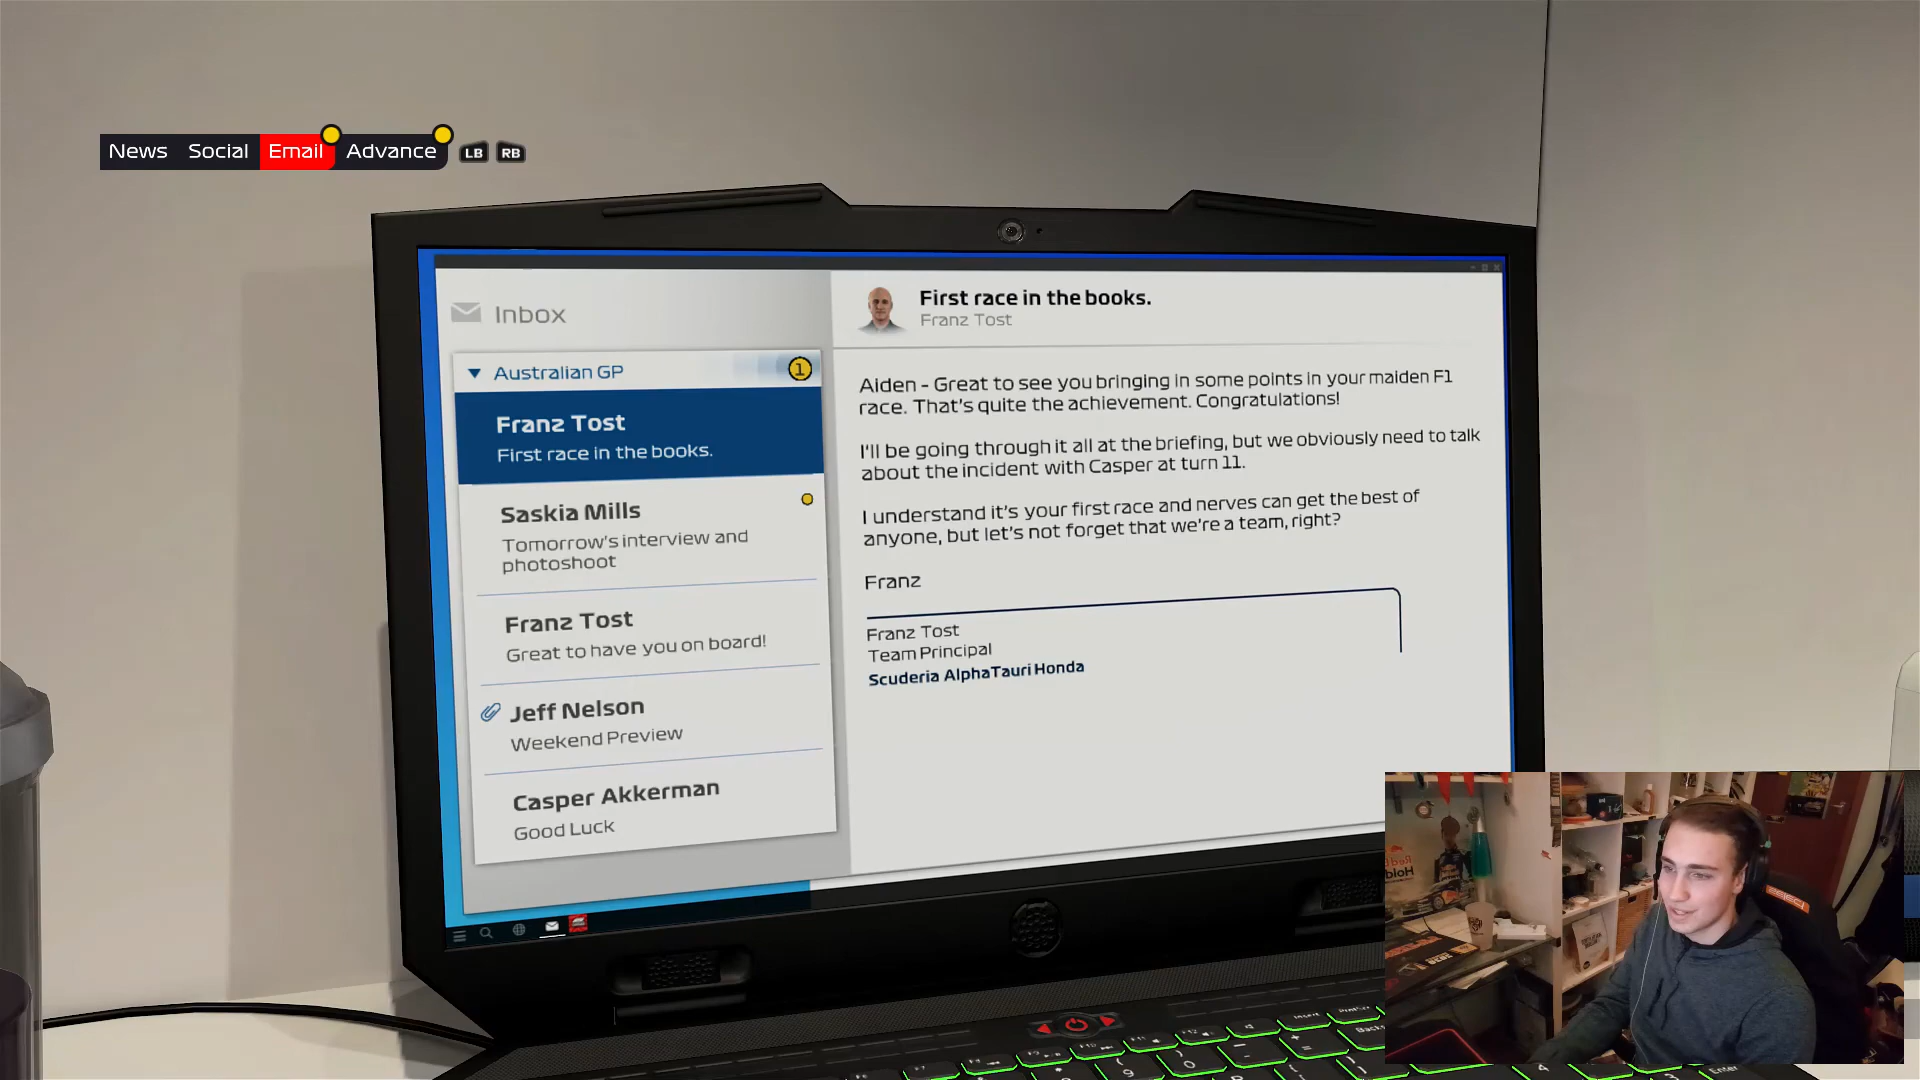 News Social Email Advance LB RB
Inbox
Australian GP 1
Franz Tost
First race in the books.
Saskia Mills
Tomorrow's interview and
photoshoot
Franz Tost
Great to have you on board!
Jeff Nelson
Weekend Preview
Casper Akkerman
Good Luck
First race in the books.
Franz Tost
Aiden - Great to see you bringing in some points in your maiden F1
race. That's quite the achievement. Congratulations!
I'll be going through it all at the briefing, but we obviously need to talk
about the incident with Casper at turn 11.
I understand it's your first race and nerves can get the best of
anyone, but let's not forget that we're a team, right?
Franz
Franz Tost
Team Principal
Scuderia AlphaTauri Honda
Insert
Enter